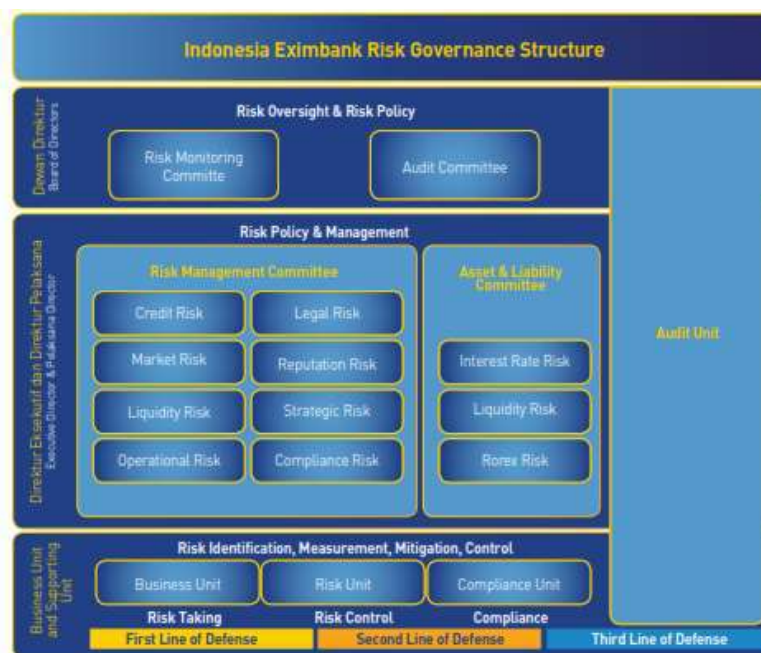 Indonesia Eximbank Risk Governance Structure
Dewan Direktur
Board of Directors
Risk Oversight & Risk Policy
Risk Monitoring
Committe
Audit Committee
Direktur Eksekutif dan Direktur Pelaksana
Executive Director & Pelaksana Director
Risk Policy & Management
Risk Management Committee
Credit Risk
Legal Risk
Market Risk
Reputation Risk
Liquidity Risk
Strategic Risk
Operational Risk
Compliance Risk
Asset & Liability
Committee
Interest Rate Risk
Liquidity Risk
Rorex Risk
Audit Unit
Business Unit
and Supporting
Unit
Risk Identification, Measurement, Mitigation, Control
Business Unit
Risk Unit
Compliance Unit
Risk Taking
Risk Control
Compliance
First Line of Defense
Second Line of Defense
Third Line of Defense